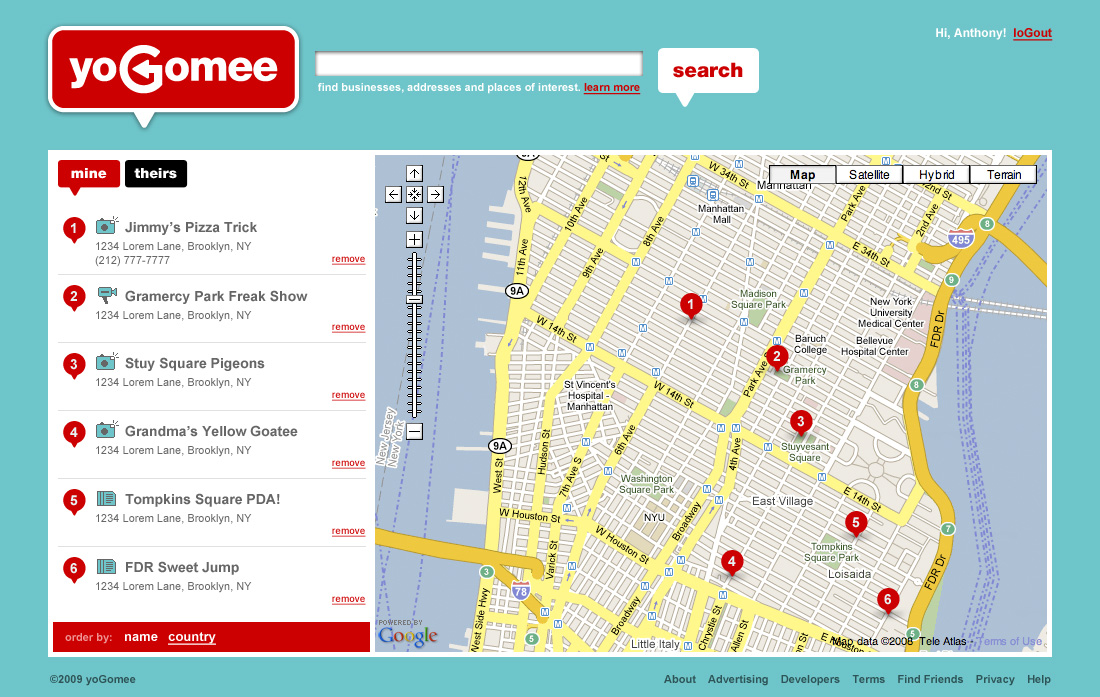 yoGomee
find businesses, addresses and places of interest. learn more
search
Hi, Anthony! loGout
mine
theirs
1
Jimmy’s Pizza Trick
1234 Lorem Lane, Brooklyn, NY
(212) 777-7777
remove
2
Gramercy Park Freak Show
1234 Lorem Lane, Brooklyn, NY
remove
3
Stuy Square Pigeons
1234 Lorem Lane, Brooklyn, NY
remove
4
Grandma’s Yellow Goatee
1234 Lorem Lane, Brooklyn, NY
remove
5
Tompkins Square PDA!
1234 Lorem Lane, Brooklyn, NY
remove
6
FDR Sweet Jump
1234 Lorem Lane, Brooklyn, NY
remove
order by: name country
Map
Satellite
Hybrid
Terrain
Manhattan
W 34th St
12th Ave
10th Ave
Manhattan
Mall
8th Ave
Park Ave
2nd Ave
8
495
11th Ave
9th Ave
E 34th St
9
9A
Madison
Square Park
1
New York
University
Medical Center
FDR Dr
W 14th St
Baruch
College
Bellevue
Hospital Center
2
Gramercy
Park
Park Ave S
8
St Vincent's
Hospital -
Manhattan
W 14th St
New Jersey
New York
3
Stuyvesant
Square
9A
Hudson St
6th Ave
4th Ave
West St
7th Ave S
Washington
Square Park
East Village
E 14th St
W Houston St
NYU
Broadway
5
7
W Houston St
Tompkins
Square Park
Loisaida
Varick St
4
FDR Dr
3
78
6
West Side Hwy
Broadway
Chrystie St
Allen St
5
5
POWERED BY
Google
Little Italy
Map data ©2008 Tele Atlas - Terms of Use
©2009 yoGomee
About Advertising Developers Terms Find Friends Privacy Help